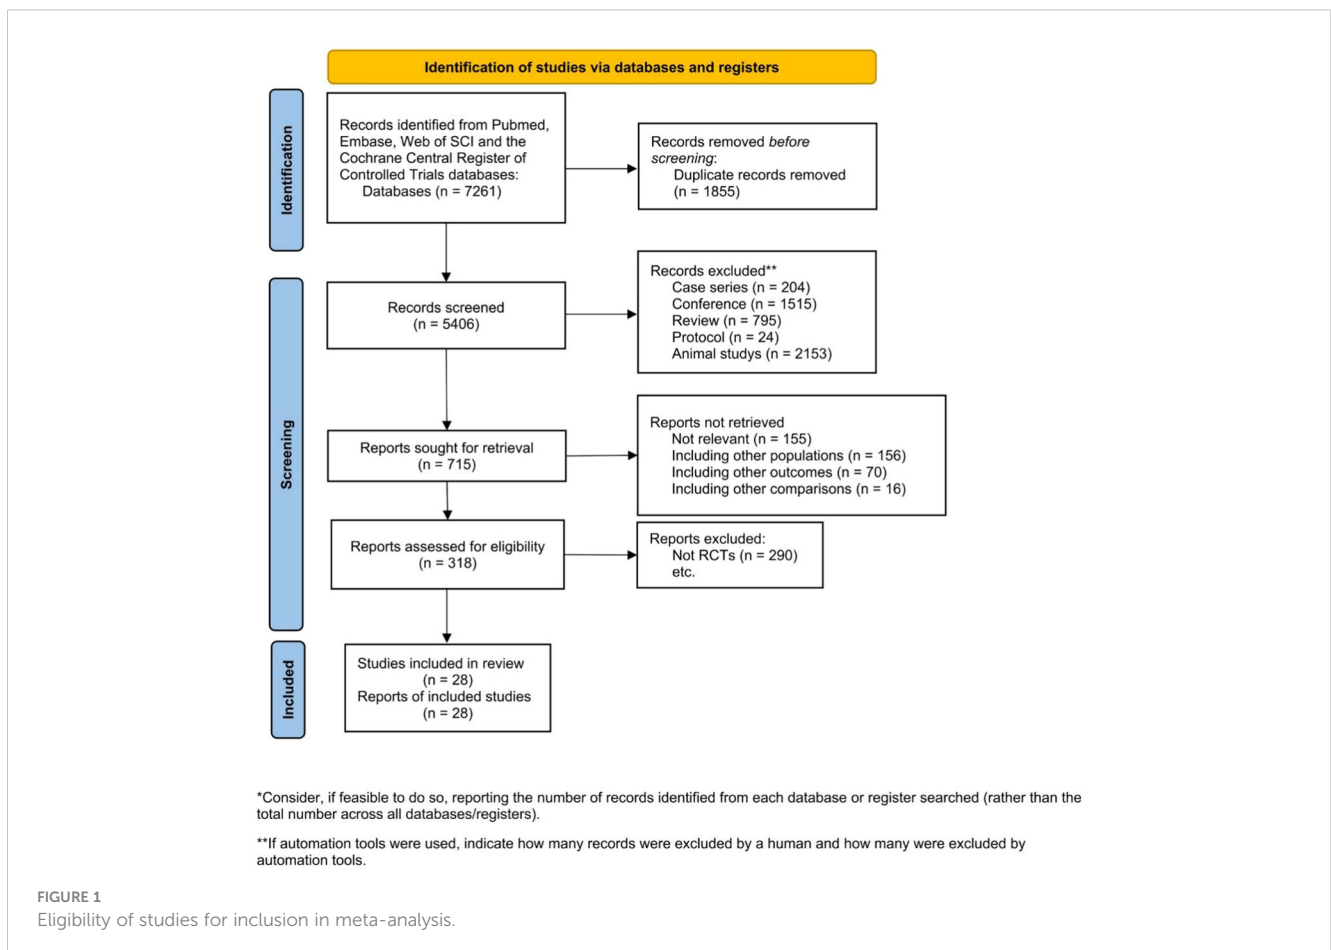 Identification of studies via databases and registers
Identification
Records identified from Pubmed,
Embase, Web of SCI and the
Cochrane Central Register of
Controlled Trials databases:
Databases (n = 7261)
Records removed before
screening:
Duplicate records removed
(n = 1855)
Screening
Records screened
(n = 5406)
Records excluded**
Case series (n = 204)
Conference (n = 1515)
Review (n = 795)
Protocol (n = 24)
Animal studys (n = 2153)
Reports sought for retrieval
(n = 715)
Reports not retrieved
Not relevant (n = 155)
Including other populations (n = 156)
Including other outcomes (n = 70)
Including other comparisons (n = 16)
Reports assessed for eligibility
(n = 318)
Reports excluded:
Not RCTs (n = 290)
etc.
Included
Studies included in review
(n = 28)
Reports of included studies
(n = 28)
*Consider, if feasible to do so, reporting the number of records identified from each database or register searched (rather than the
total number across all databases/registers).
**If automation tools were used, indicate how many records were excluded by a human and how many were excluded by
automation tools.
FIGURE 1
Eligibility of studies for inclusion in meta-analysis.